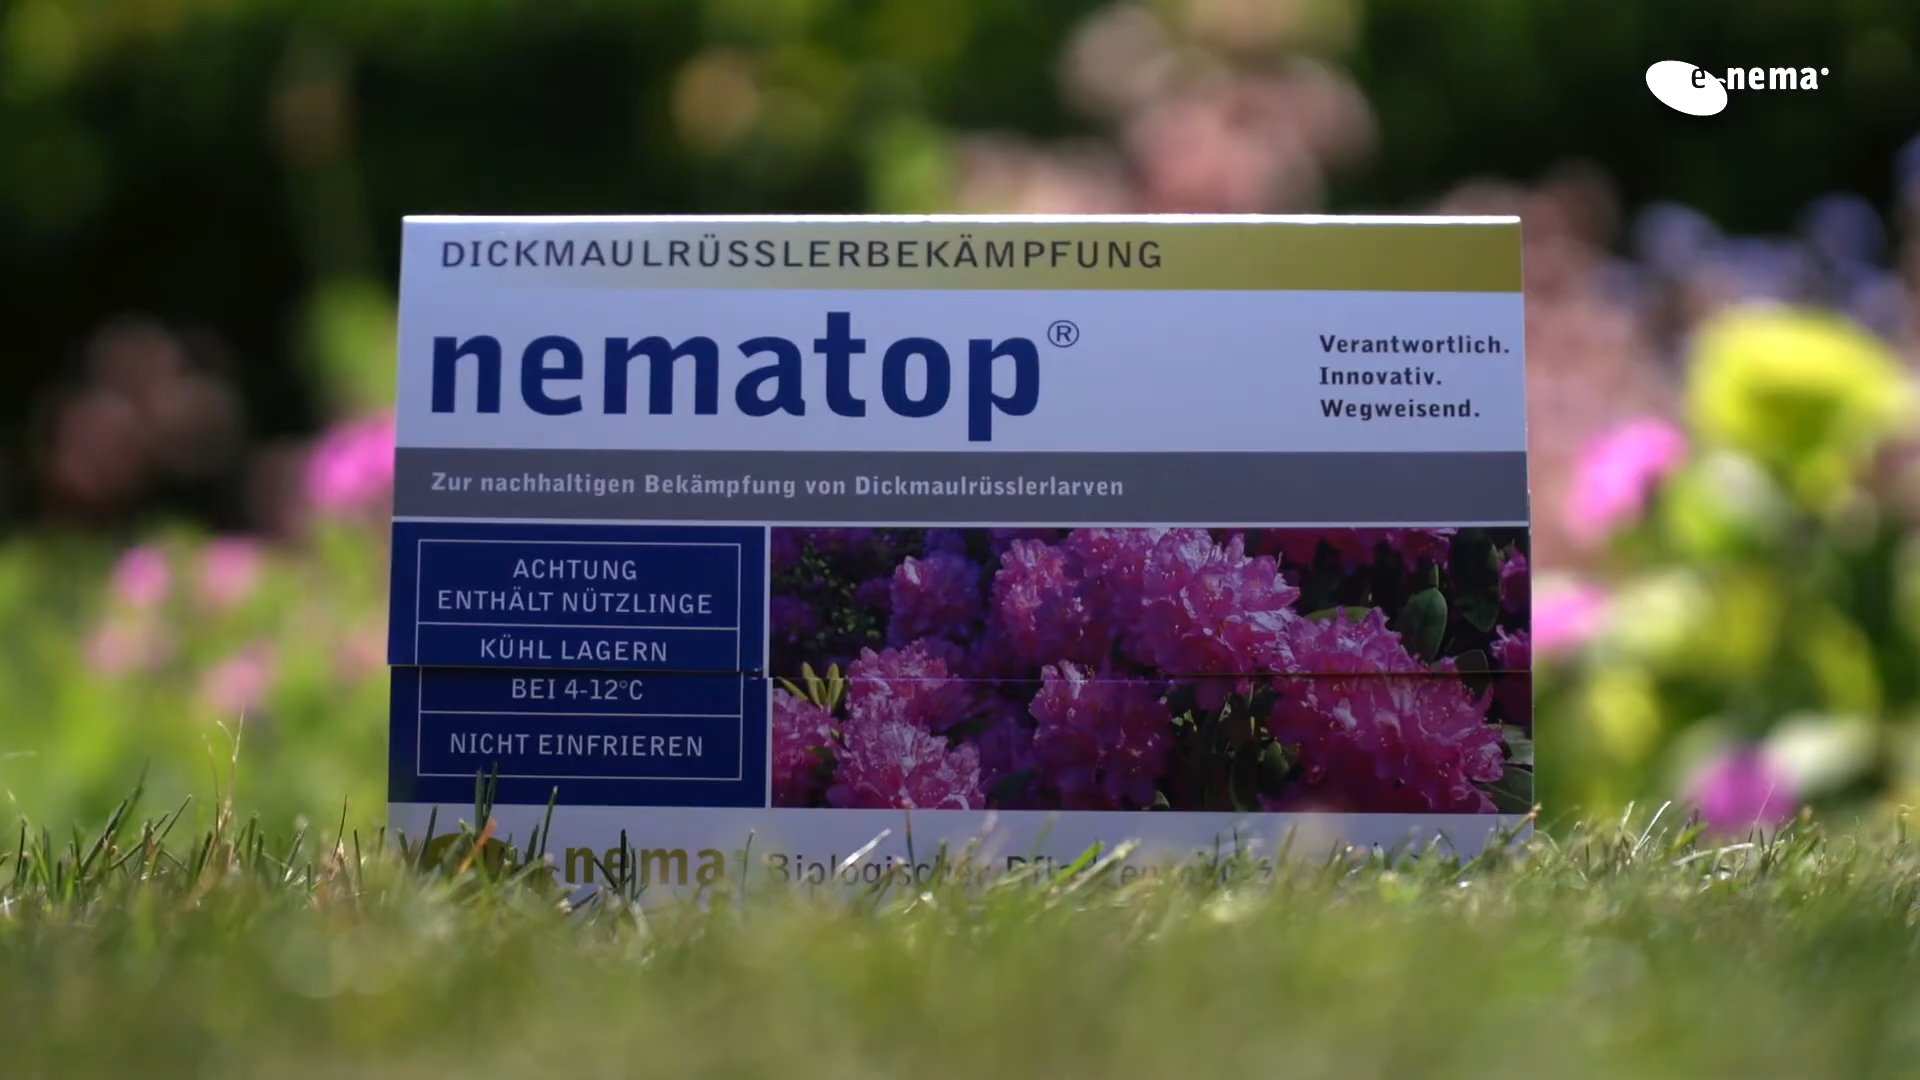 e~nema
DICKMAULRÜSSLERBEKÄMPFUNG
nematop®
Verantwortlich.
Innovativ.
Wegweisend.
Zur nachhaltigen Bekämpfung von Dickmaulrüsslerlarven
ACHTUNG
ENTHÄLT NÜTZLINGE
KÜHL LAGERN
BEI 4-12°C
NICHT EINFRIEREN
nema Biologischer